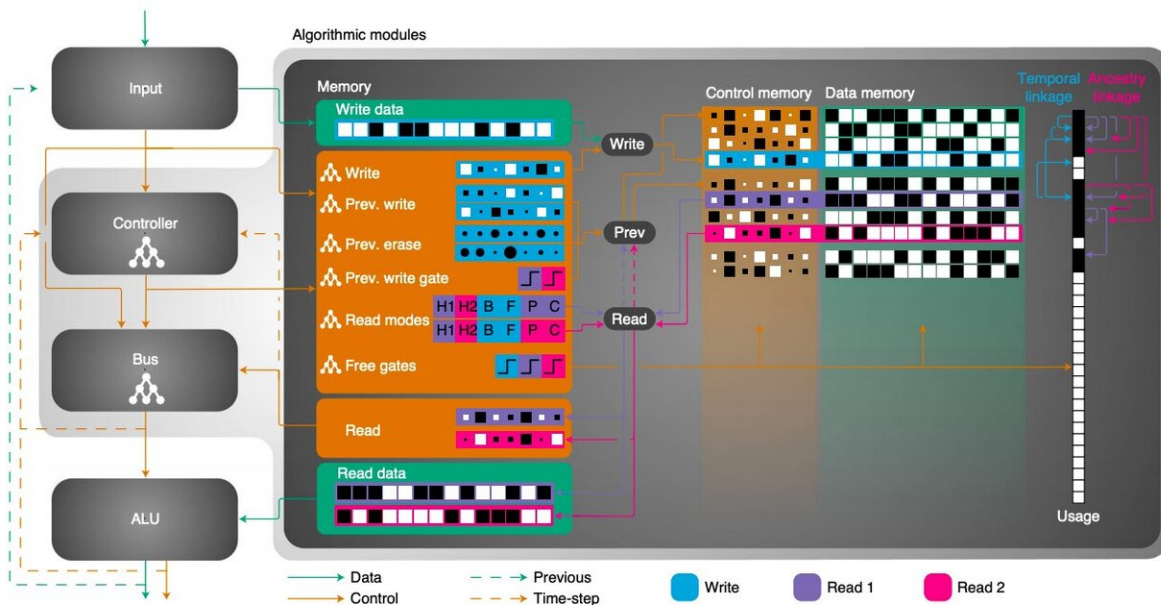 Algorithmic modules
Input
Memory
Write data
Write
Prev. write
Prev. erase
Prev. write gate
Read modes
H1 H2 B F P C
H1 H2 B F P C
Free gates
Read
Read data
Controller
Bus
ALU
Write
Prev
Read
Control memory
Data memory
Temporal
linkage
Ancestry
linkage
Usage
Data
Control
Previous
Time-step
Write
Read 1
Read 2